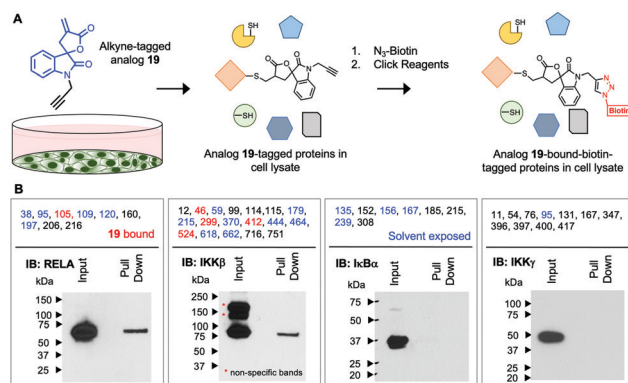 A
Alkyne-tagged
analog 19
O
O
O
N
SH
S
O
O
O
N
SH
Analog 19-tagged proteins in
cell lysate
1. N₃-Biotin
2. Click Reagents
SH
S
O
O
O
N
N
N
N
Biotin
SH
Analog 19-bound-biotin-
tagged proteins in cell lysate
B
38, 95, 105, 109, 120, 160,
197, 206, 216
19 bound
IB: RELA
Input
Pull
Down
kDa
150
100
75
50
37
25
12, 46, 59, 99, 114,115, 179,
215, 299, 370, 412, 444, 464,
524, 618, 662, 716, 751
IB: IKKβ
Input
Pull
Down
kDa
250
150
100
75
50
37
*
*
* non-specific bands
135, 152, 156, 167, 185, 215,
239, 308
Solvent exposed
IB: IκBα
Input
Pull
Down
kDa
75
50
37
25
20
11, 54, 76, 95, 131, 167, 347,
396, 397, 400, 417
IB: IKKγ
Input
Pull
Down
kDa
100
75
50
37
25
20